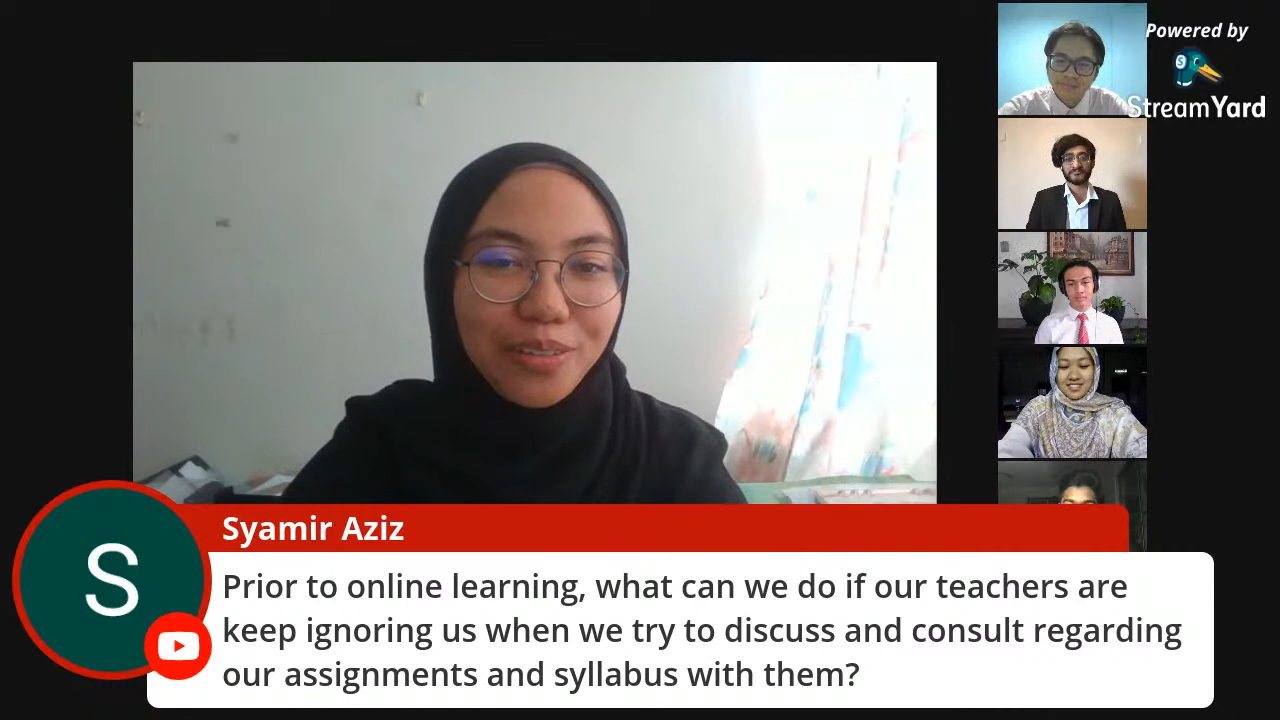 Powered by
StreamYard
S
Syamir Aziz
S
Prior to online learning, what can we do if our teachers are
keep ignoring us when we try to discuss and consult regarding
our assignments and syllabus with them?